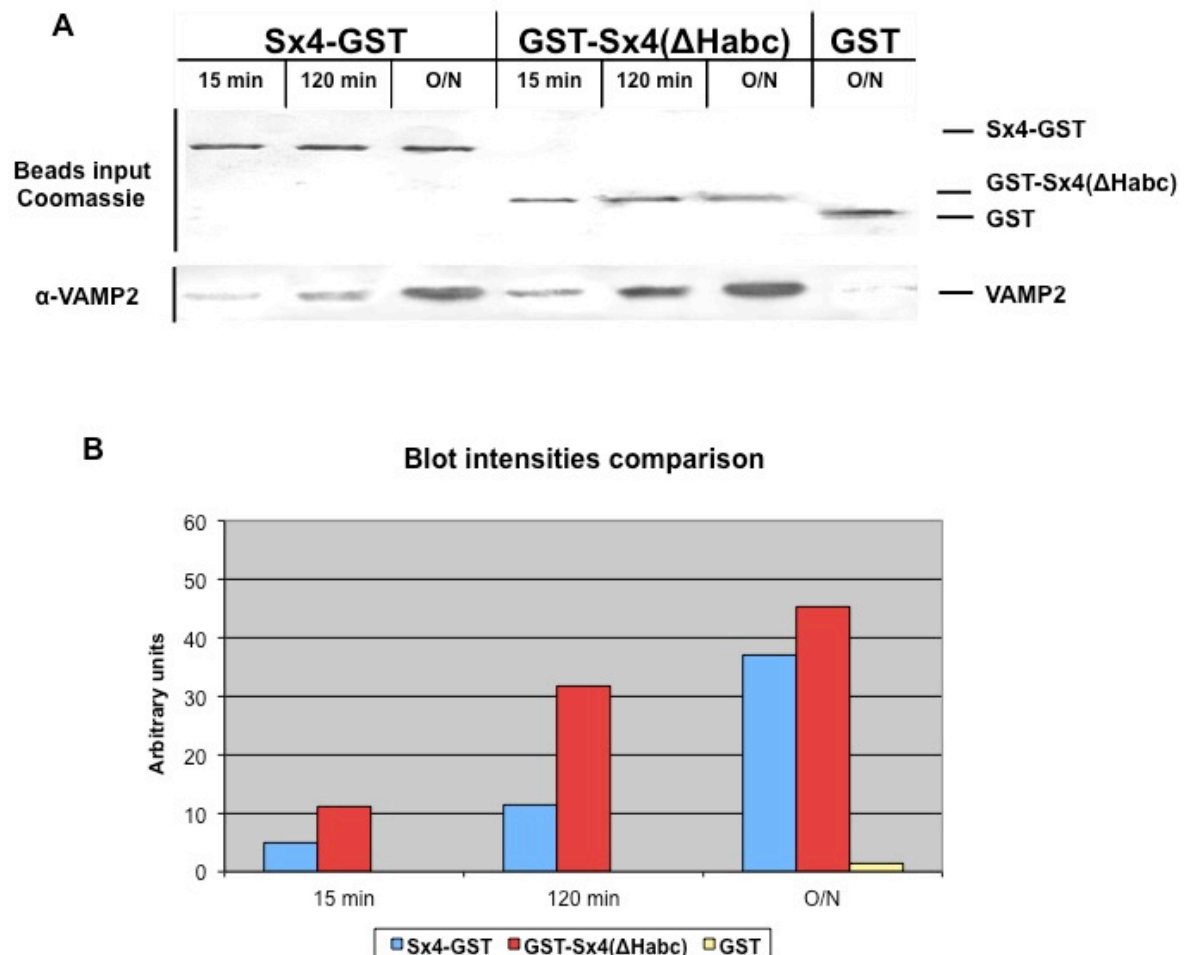 A
Sx4-GST GST-Sx4(ΔHabc) GST
15 min 120 min O/N 15 min 120 min O/N O/N
Beads input
Coomassie
Sx4-GST
GST-Sx4(ΔHabc)
GST
α-VAMP2
VAMP2
B
Blot intensities comparison
Arbitrary units
60
50
40
30
20
10
0
15 min 120 min O/N
Sx4-GST GST-Sx4(ΔHabc) GST